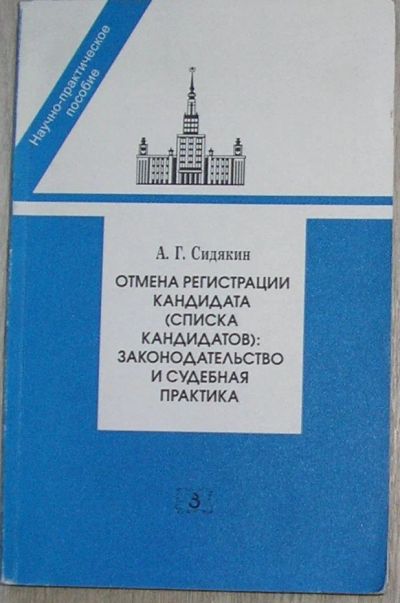 Научно-практическое
пособие
А. Г. Сидякин
ОТМЕНА РЕГИСТРАЦИИ
КАНДИДАТА
(СПИСКА
КАНДИДАТОВ):
ЗАКОНОДАТЕЛЬСТВО
И СУДЕБНАЯ
ПРАКТИКА
З